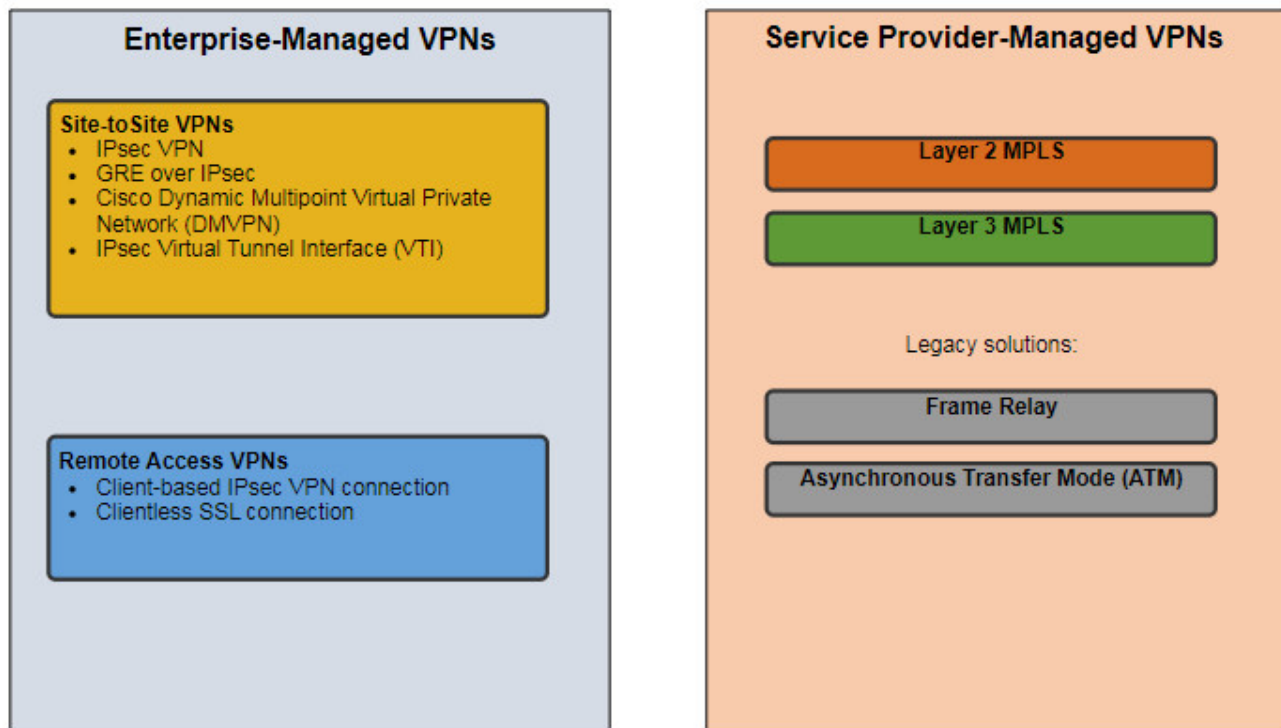 Enterprise-Managed VPNs
Site-toSite VPNs
• IPsec VPN
• GRE over IPsec
• Cisco Dynamic Multipoint Virtual Private
Network (DMVPN)
• IPsec Virtual Tunnel Interface (VTI)
Remote Access VPNs
• Client-based IPsec VPN connection
• Clientless SSL connection
Service Provider-Managed VPNs
Layer 2 MPLS
Layer 3 MPLS
Legacy solutions:
Frame Relay
Asynchronous Transfer Mode (ATM)